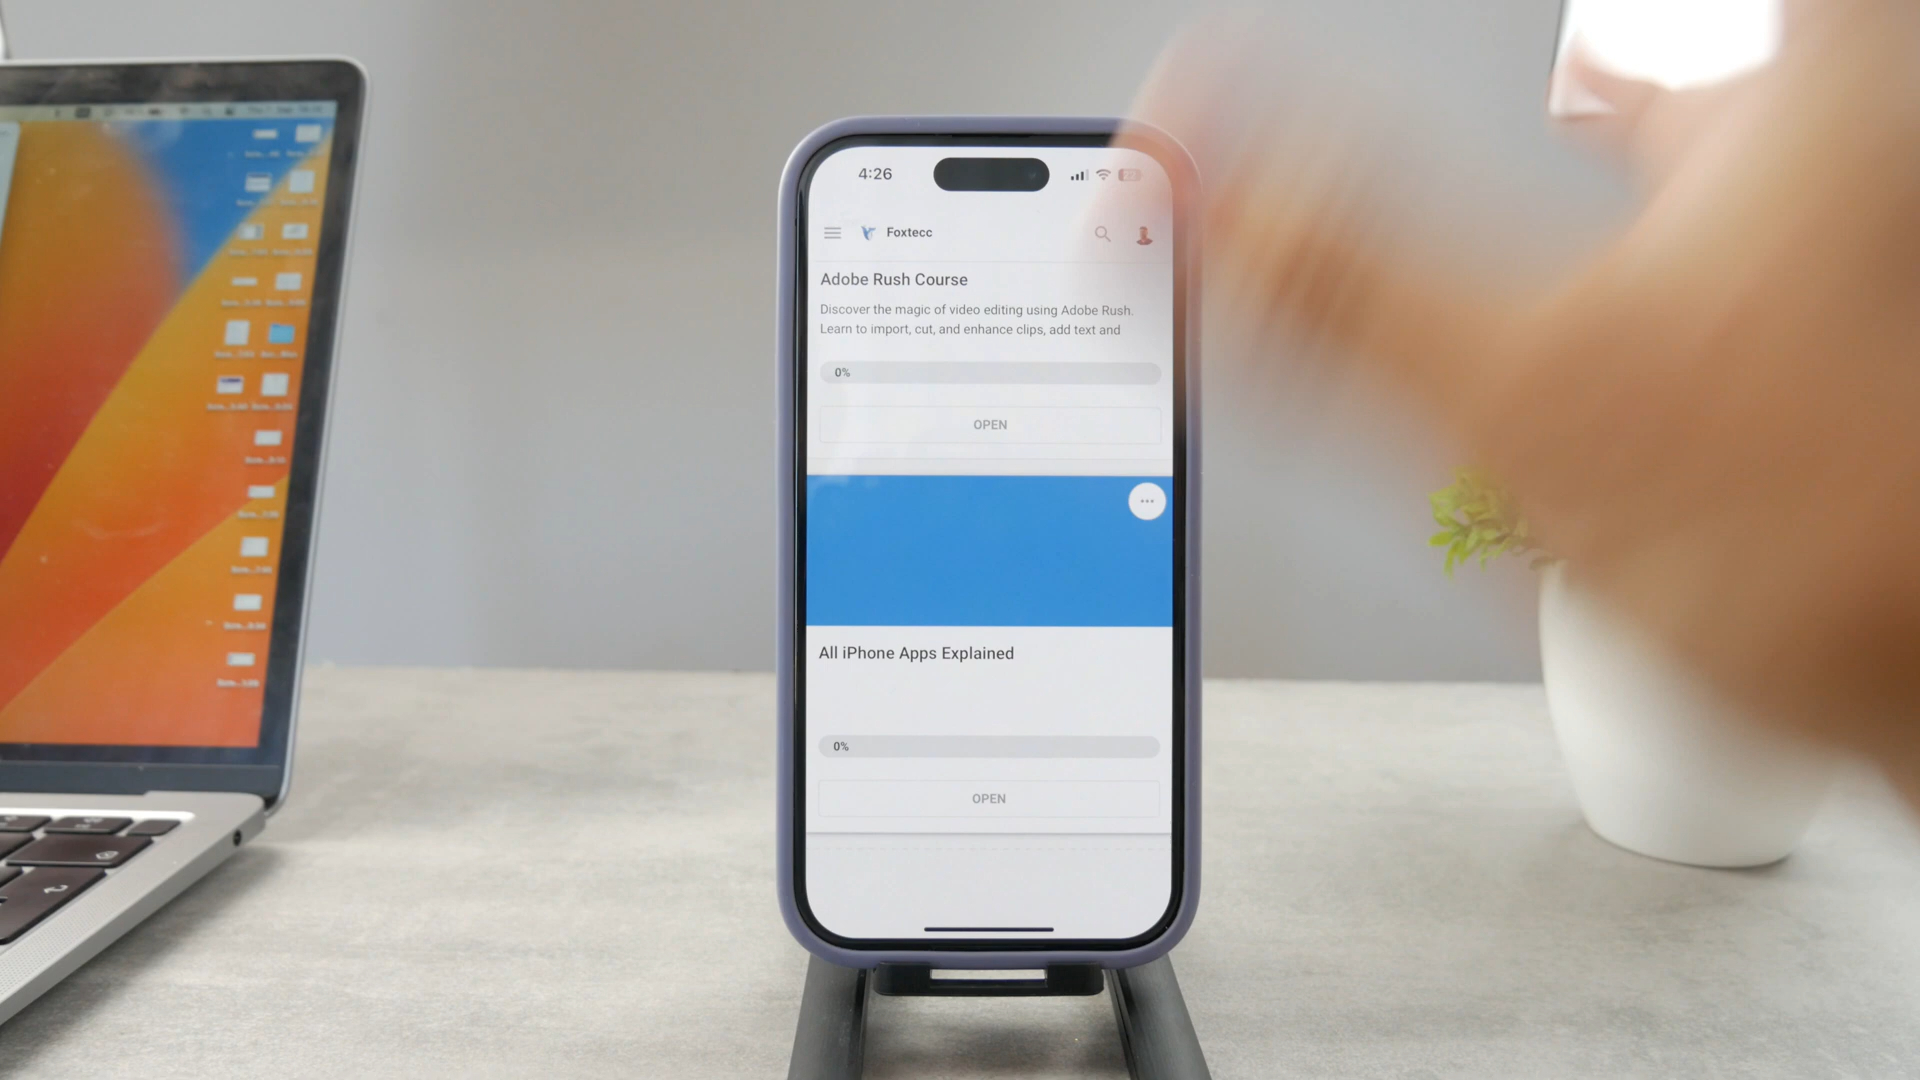 4:26
Foxtecc
Adobe Rush Course
Discover the magic of video editing using Adobe Rush.
Learn to import, cut, and enhance clips, add text and
0%
OPEN
All iPhone Apps Explained
0%
OPEN